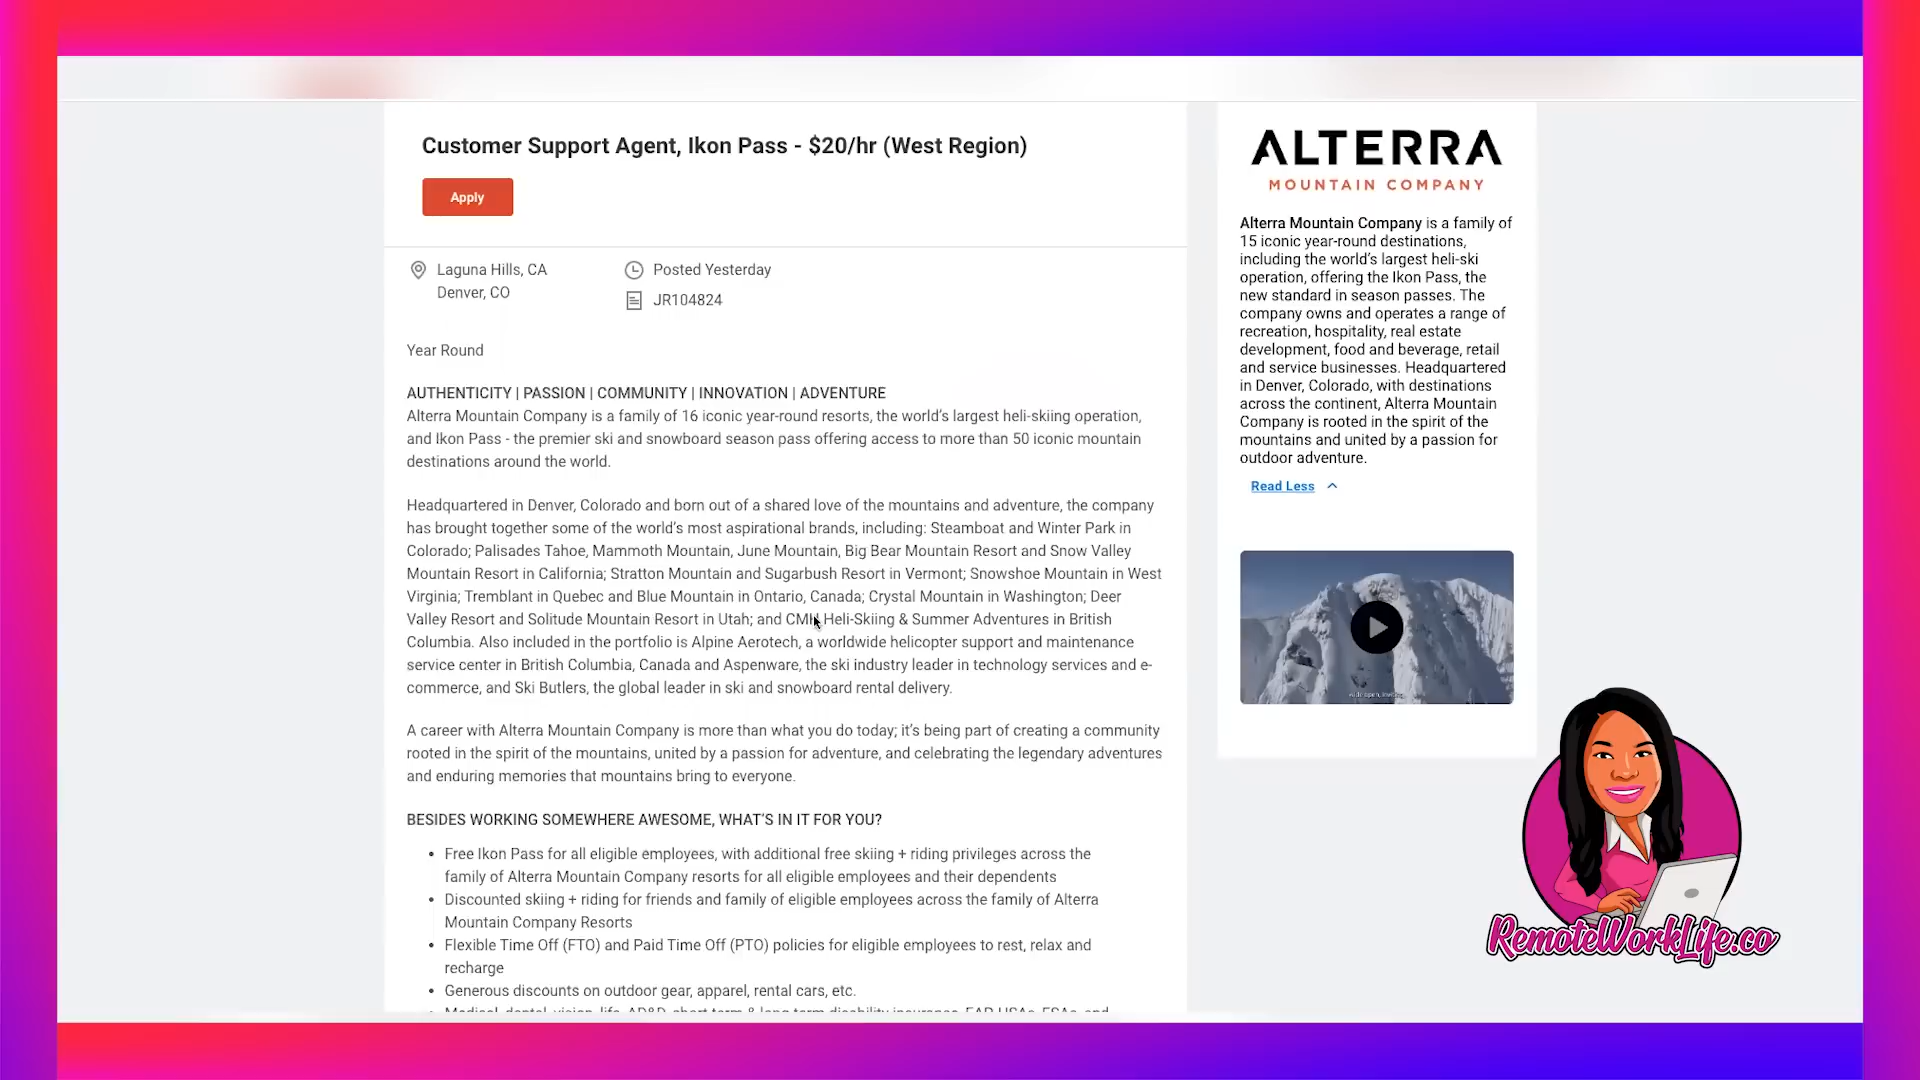 Customer Support Agent, Ikon Pass - $20/hr (West Region)
Apply
Laguna Hills, CA
Denver, CO
Posted Yesterday
JR104824
Year Round
AUTHENTICITY | PASSION | COMMUNITY | INNOVATION | ADVENTURE
Alterra Mountain Company is a family of 16 iconic year-round resorts, the world's largest heli-skiing operation,
and Ikon Pass - the premier ski and snowboard season pass offering access to more than 50 iconic mountain
destinations around the world.
Headquartered in Denver, Colorado and born out of a shared love of the mountains and adventure, the company
has brought together some of the world's most aspirational brands, including: Steamboat and Winter Park in
Colorado; Palisades Tahoe, Mammoth Mountain, June Mountain, Big Bear Mountain Resort and Snow Valley
Mountain Resort in California; Stratton Mountain and Sugarbush Resort in Vermont; Snowshoe Mountain in West
Virginia; Tremblant in Quebec and Blue Mountain in Ontario, Canada; Crystal Mountain in Washington; Deer
Valley Resort and Solitude Mountain Resort in Utah; and CMH Heli-Skiing & Summer Adventures in British
Columbia. Also included in the portfolio is Alpine Aerotech, a worldwide helicopter support and maintenance
service center in British Columbia, Canada and Aspenware, the ski industry leader in technology services and e-
commerce, and Ski Butlers, the global leader in ski and snowboard rental delivery.
A career with Alterra Mountain Company is more than what you do today; it's being part of creating a community
rooted in the spirit of the mountains, united by a passion for adventure, and celebrating the legendary adventures
and enduring memories that mountains bring to everyone.
BESIDES WORKING SOMEWHERE AWESOME, WHAT'S IN IT FOR YOU?
• Free Ikon Pass for all eligible employees, with additional free skiing + riding privileges across the
family of Alterra Mountain Company resorts for all eligible employees and their dependents
• Discounted skiing + riding for friends and family of eligible employees across the family of Alterra
Mountain Company Resorts
• Flexible Time Off (FTO) and Paid Time Off (PTO) policies for eligible employees to rest, relax and
recharge
• Generous discounts on outdoor gear, apparel, rental cars, etc.
• Medical, dental, vision, life, AD&D, short term & long term disability insurance, EAP, HSAs, FSAs, and
ALTERRA
MOUNTAIN COMPANY
Alterra Mountain Company is a family of
15 iconic year-round destinations,
including the world's largest heli-ski
operation, offering the Ikon Pass, the
new standard in season passes. The
company owns and operates a range of
recreation, hospitality, real estate
development, food and beverage, retail
and service businesses. Headquartered
in Denver, Colorado, with destinations
across the continent, Alterra Mountain
Company is rooted in the spirit of the
mountains and united by a passion for
outdoor adventure.
Read Less
RemoteWorkLife.co